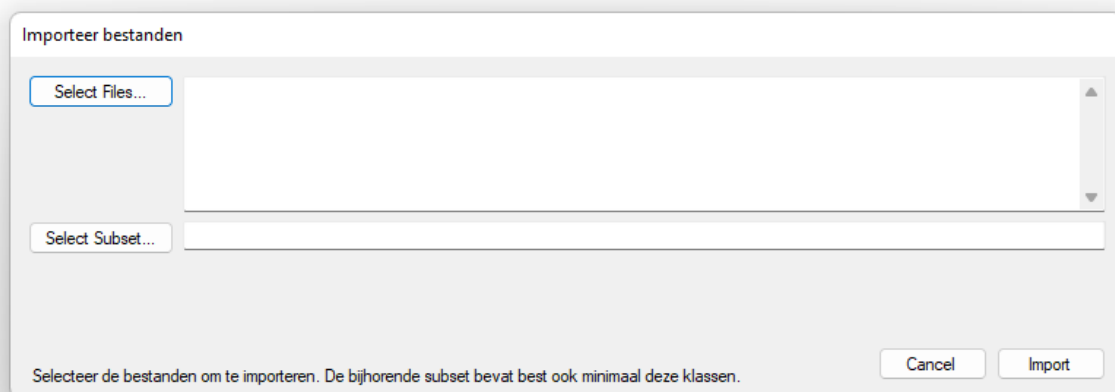 Importeer bestanden
Select Files...
Select Subset...
Cancel
Import
Selecteer de bestanden om te importeren. De bijhorende subset bevat best ook minimaal deze klassen.